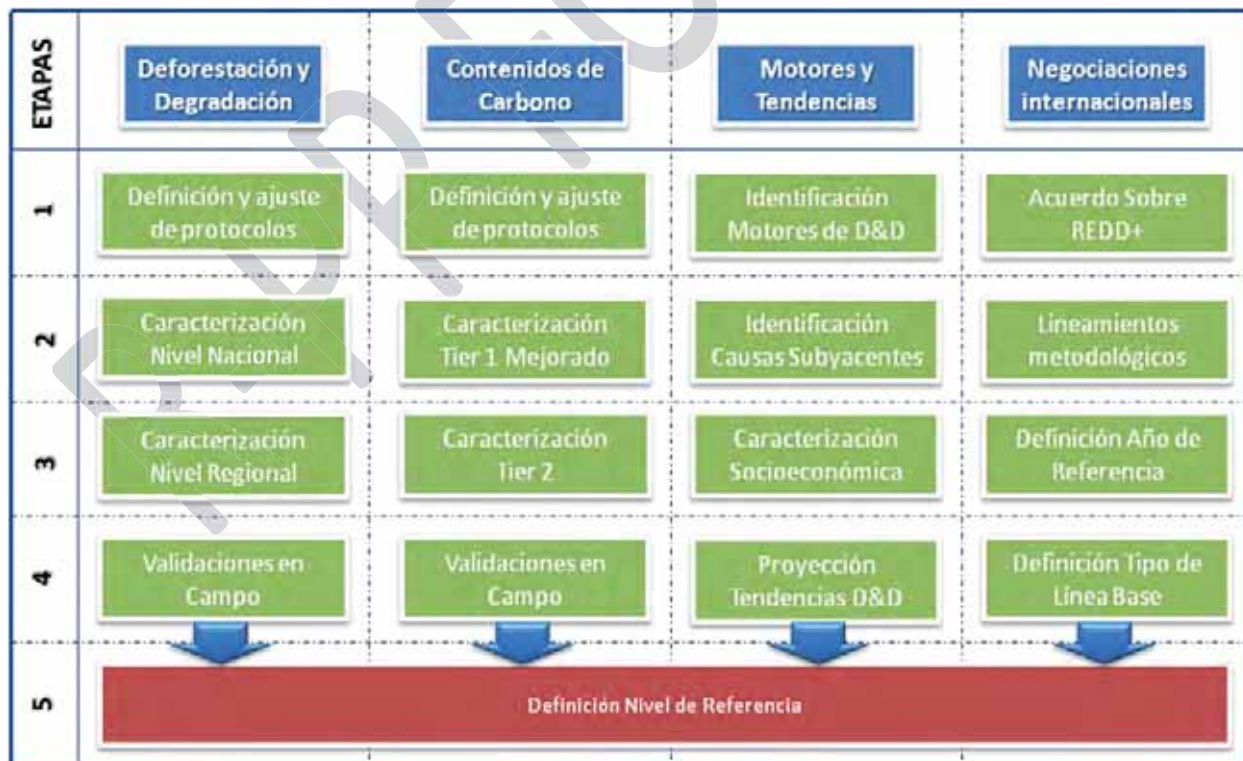 ETAPAS
Deforestación y
Degradación
Contenidos de
Carbono
Motores y
Tendencias
Negociaciones
internacionales
1
Definición y ajuste
de protocolos
Definición y ajuste
de protocolos
Identificación
Motores de D&D
Acuerdo Sobre
REDD+
2
Caracterización
Nivel Nacional
Caracterización
Tier 1 Mejorado
Identificación
Causas Subyacentes
Lineamientos
metodológicos
3
Caracterización
Nivel Regional
Caracterización
Tier 2
Caracterización
Socioeconómica
Definición Año de
Referencia
4
Validaciones en
Campo
Validaciones en
Campo
Proyección
Tendencias D&D
Definición Tipo de
Línea Base
5
Definición Nivel de Referencia